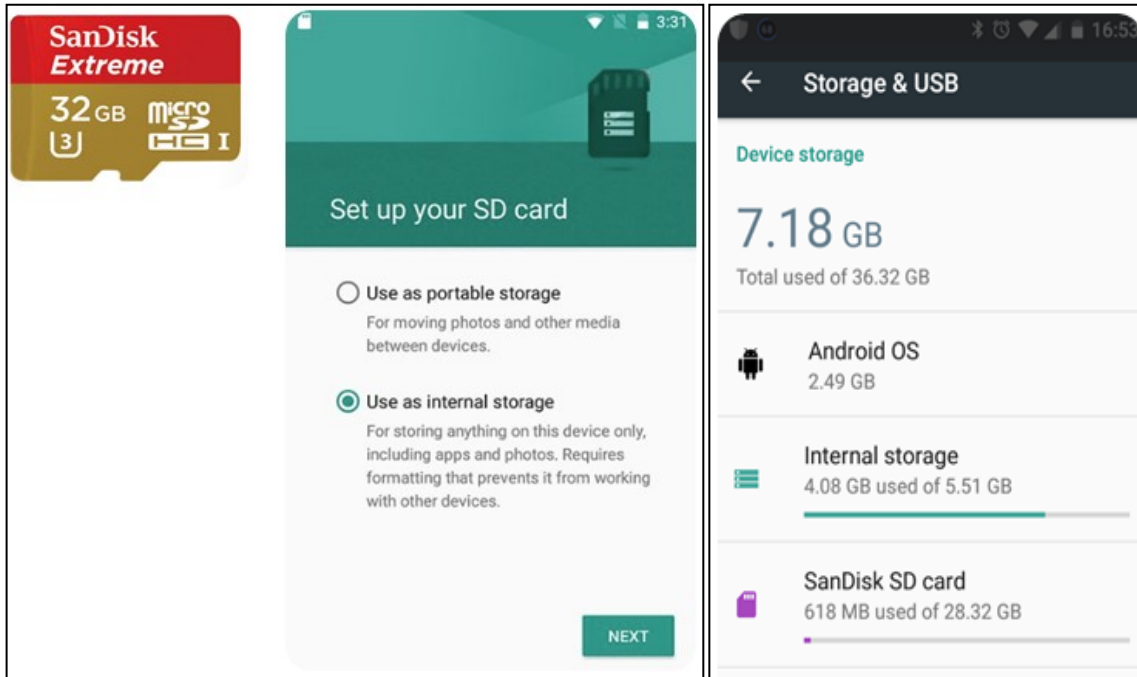 SanDisk
Extreme
32 GB micro
SD
3 HC I
3:31
Set up your SD card
Use as portable storage
For moving photos and other media
between devices.
Use as internal storage
For storing anything on this device only,
including apps and photos. Requires
formatting that prevents it from working
with other devices.
NEXT
16:53
Storage & USB
Device storage
7.18 GB
Total used of 36.32 GB
Android OS
2.49 GB
Internal storage
4.08 GB used of 5.51 GB
SanDisk SD card
618 MB used of 28.32 GB